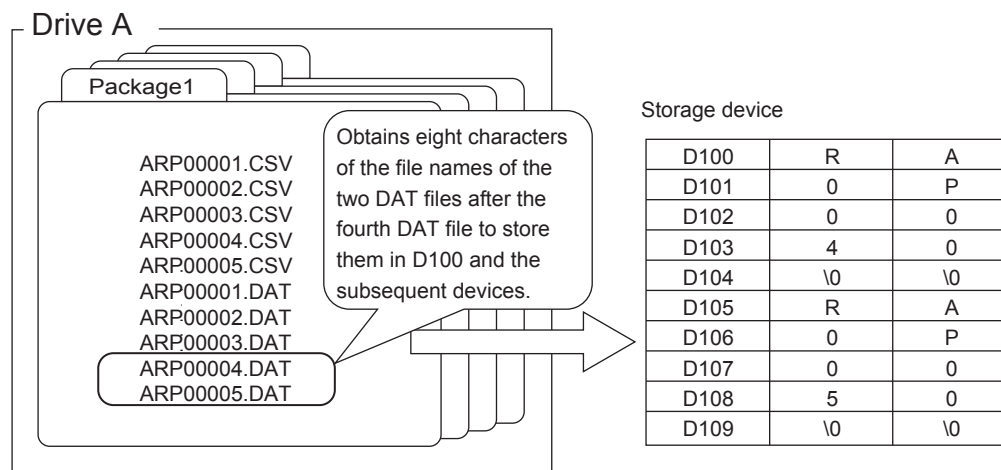 Drive A
Package1
ARP00001.CSV
ARP00002.CSV
ARP00003.CSV
ARP00004.CSV
ARP00005.CSV
ARP00001.DAT
ARP00002.DAT
ARP00003.DAT
ARP00004.DAT
ARP00005.DAT
Obtains eight characters
of the file names of the
two DAT files after the
fourth DAT file to store
them in D100 and the
subsequent devices.
Storage device
D100 R A
D101 0 P
D102 0 0
D103 4 0
D104 \0 \0
D105 R A
D106 0 P
D107 0 0
D108 5 0
D109 \0 \0